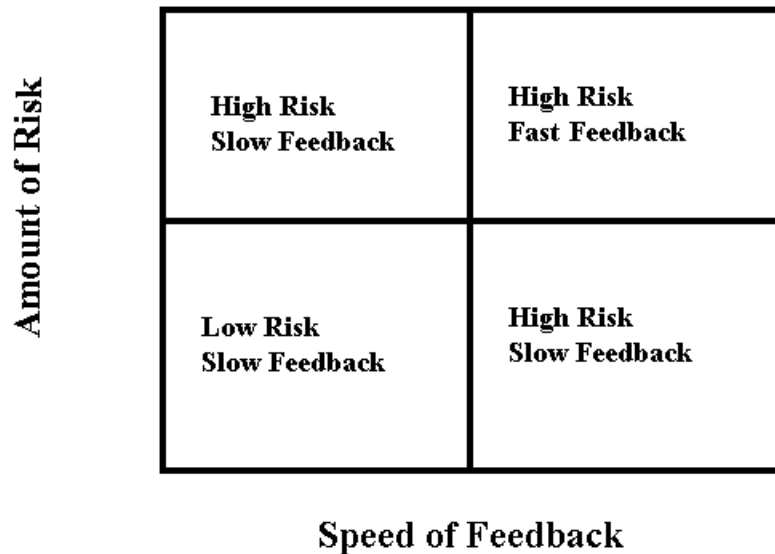 Amount of Risk
High Risk
Slow Feedback
High Risk
Fast Feedback
Low Risk
Slow Feedback
High Risk
Slow Feedback
Speed of Feedback